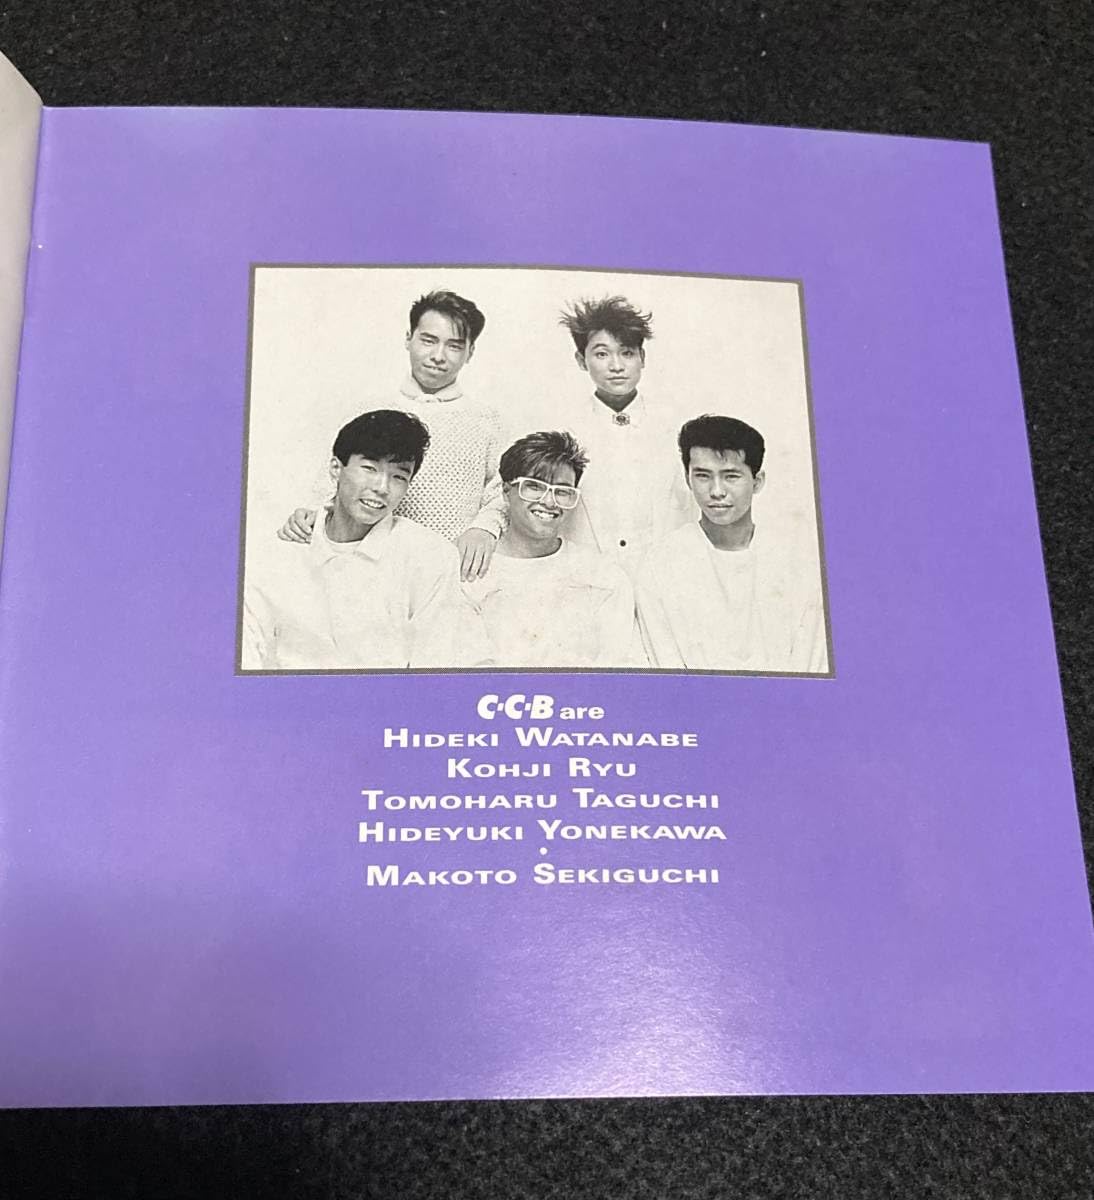 C-C-B are
HIDEKI WATANABE
KOHJI RYU
TOMOHARU TAGUCHI
HIDEYUKI YONEKAWA
•
MAKOTO SEKIGUCHI